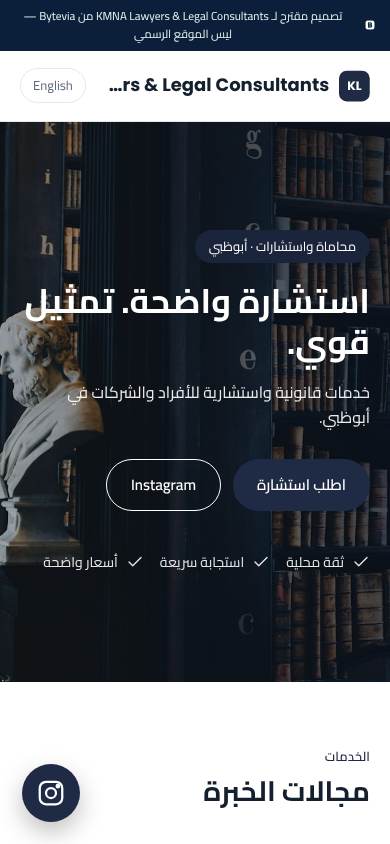 تصميم مقترح لـ KMNA Lawyers & Legal Consultants من Bytevia —
ليس الموقع الرسمي
B
KL
...rs & Legal Consultants
English
محاماة واستشارات · أبوظبي
استشارة واضحة. تمثيل
قوي.
خدمات قانونية واستشارية للأفراد والشركات في
أبوظبي.
اطلب استشارة
Instagram
ثقة محلية
استجابة سريعة
أسعار واضحة
k
i
h
g
e
c
الخدمات
مجالات الخبرة